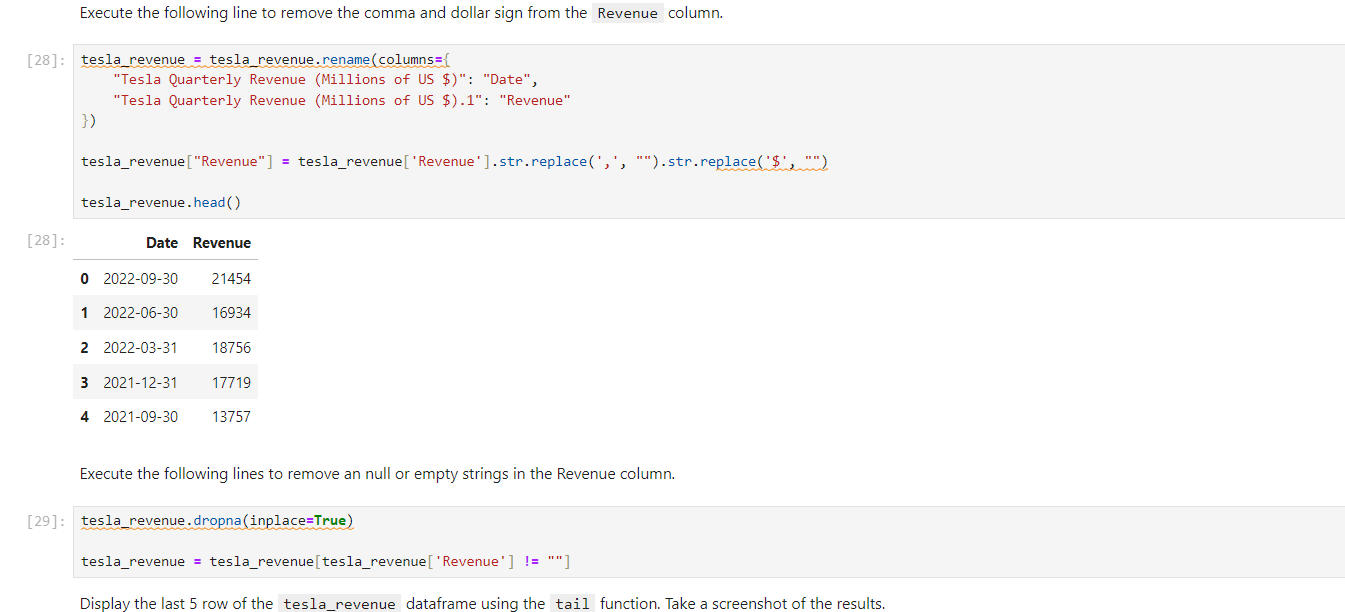 Execute the following line to remove the comma and dollar sign from the Revenue column.
[28]: tesla_revenue = tesla_revenue.rename(columns={
"Tesla Quarterly Revenue (Millions of US $)": "Date",
"Tesla Quarterly Revenue (Millions of US $).1": "Revenue"
})
tesla_revenue["Revenue"] = tesla_revenue['Revenue'].str.replace(',', "").str.replace('$', "")
tesla_revenue.head()
[28]: Date Revenue
0 2022-09-30 21454
1 2022-06-30 16934
2 2022-03-31 18756
3 2021-12-31 17719
4 2021-09-30 13757
Execute the following lines to remove an null or empty strings in the Revenue column.
[29]: tesla_revenue.dropna(inplace=True)
tesla_revenue = tesla_revenue[tesla_revenue['Revenue'] != ""]
Display the last 5 row of the tesla_revenue dataframe using the tail function. Take a screenshot of the results.